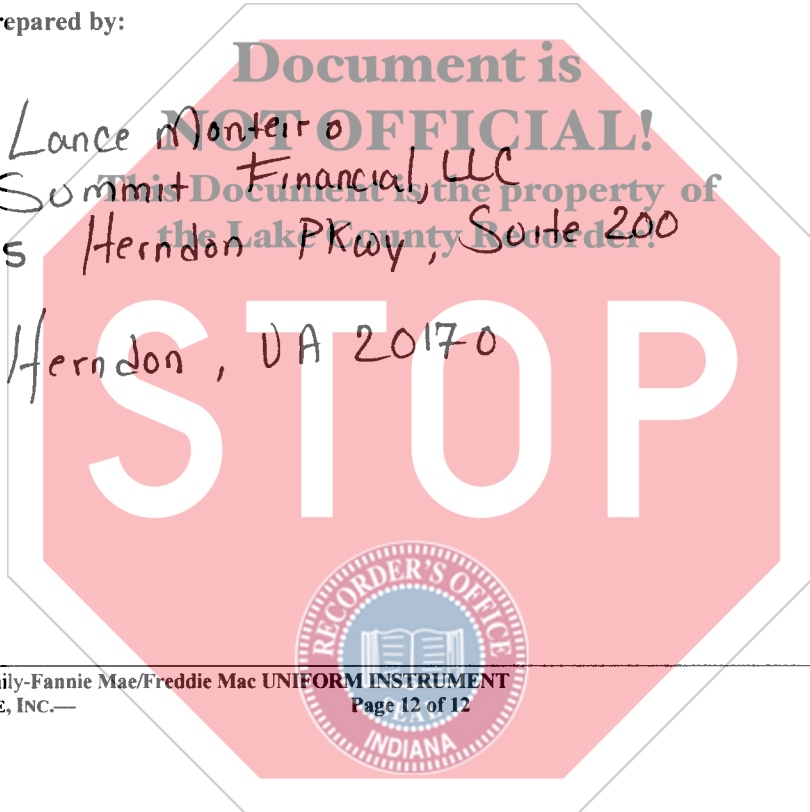 repared by:
Document is
NOT OFFICIAL!
Lance Monteiro
This Document is the property of
Summit Financial, LLC
the Lake County Recorder!
5 Herndon PKwy, Suite 200
Herndon, VA 20170
STOP
RECORDER'S OFFICE
ily-Fannie Mae/Freddie Mac UNIFORM INSTRUMENT
E, INC.— Page 12 of 12
INDIANA